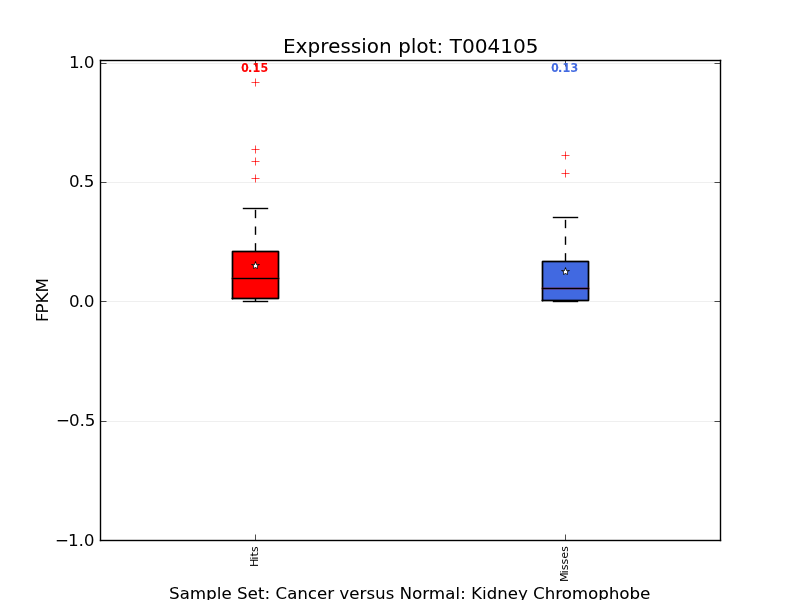 Expression plot: T004105
1.0
0.15
0.13
0.5
0.0
−0.5
−1.0
FPKM
Hits
Misses
Sample Set: Cancer versus Normal: Kidney Chromophobe